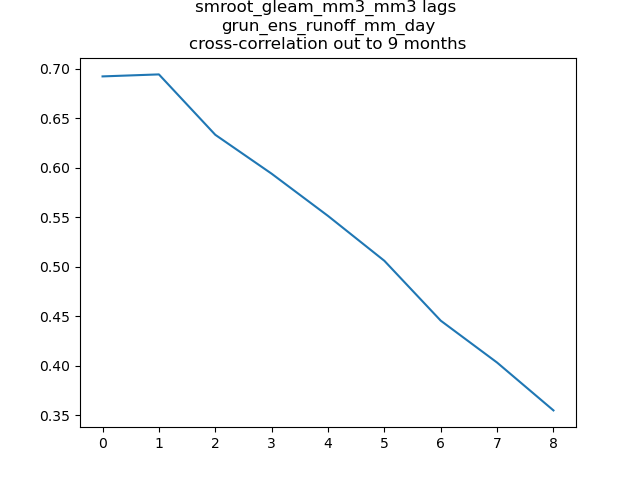 smroot_gleam_mm3_mm3 lags
grun_ens_runoff_mm_day
cross-correlation out to 9 months
0.70
0.65
0.60
0.55
0.50
0.45
0.40
0.35
0 1 2 3 4 5 6 7 8